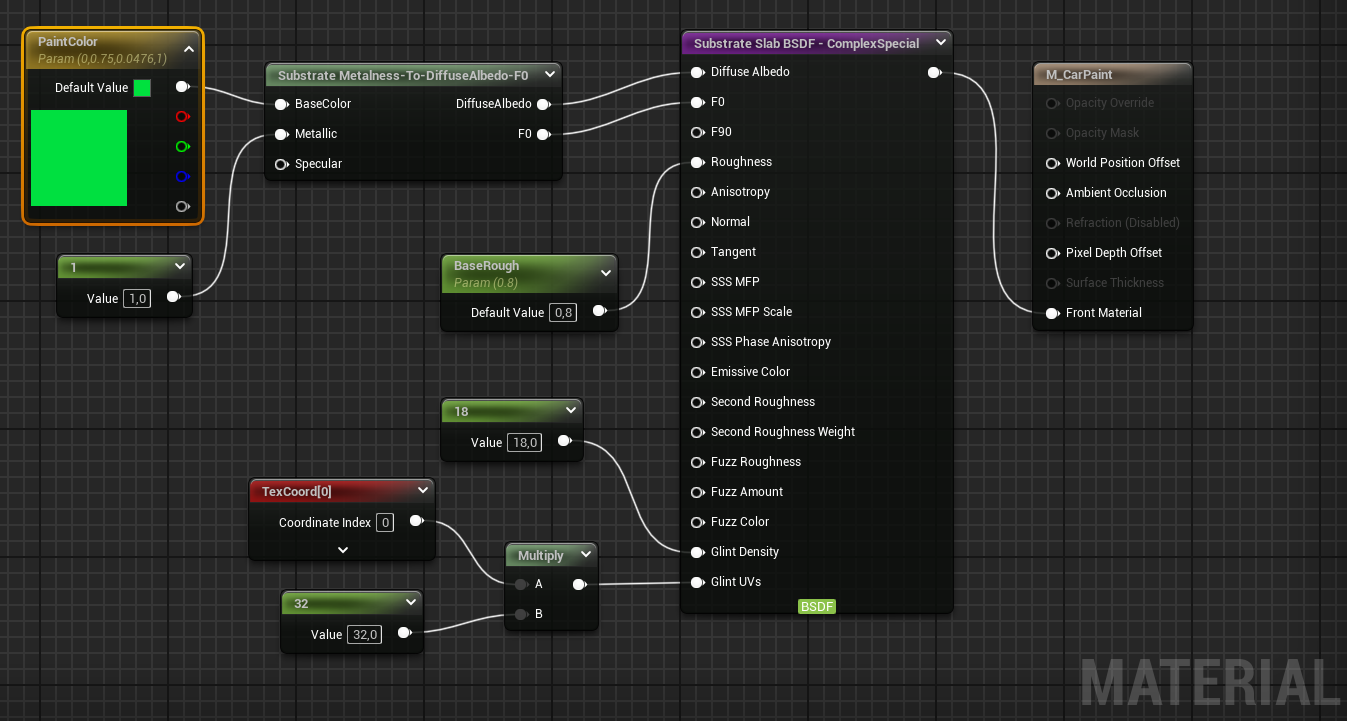 PaintColor
Param (0,0.75,0.0476,1)
Default Value
1
Value 1,0
Substrate Metalness-To-DiffuseAlbedo-F0
BaseColor DiffuseAlbedo
Metallic F0
Specular
BaseRough
Param (0.8)
Default Value 0,8
18
Value 18,0
TexCoord[0]
Coordinate Index 0
32
Value 32,0
Multiply
A
B
Substrate Slab BSDF - ComplexSpecial
Diffuse Albedo
F0
F90
Roughness
Anisotropy
Normal
Tangent
SSS MFP
SSS MFP Scale
SSS Phase Anisotropy
Emissive Color
Second Roughness
Second Roughness Weight
Fuzz Roughness
Fuzz Amount
Fuzz Color
Glint Density
Glint UVs
BSDF
M_CarPaint
Opacity Override
Opacity Mask
World Position Offset
Ambient Occlusion
Refraction (Disabled)
Pixel Depth Offset
Surface Thickness
Front Material
MATERIAL